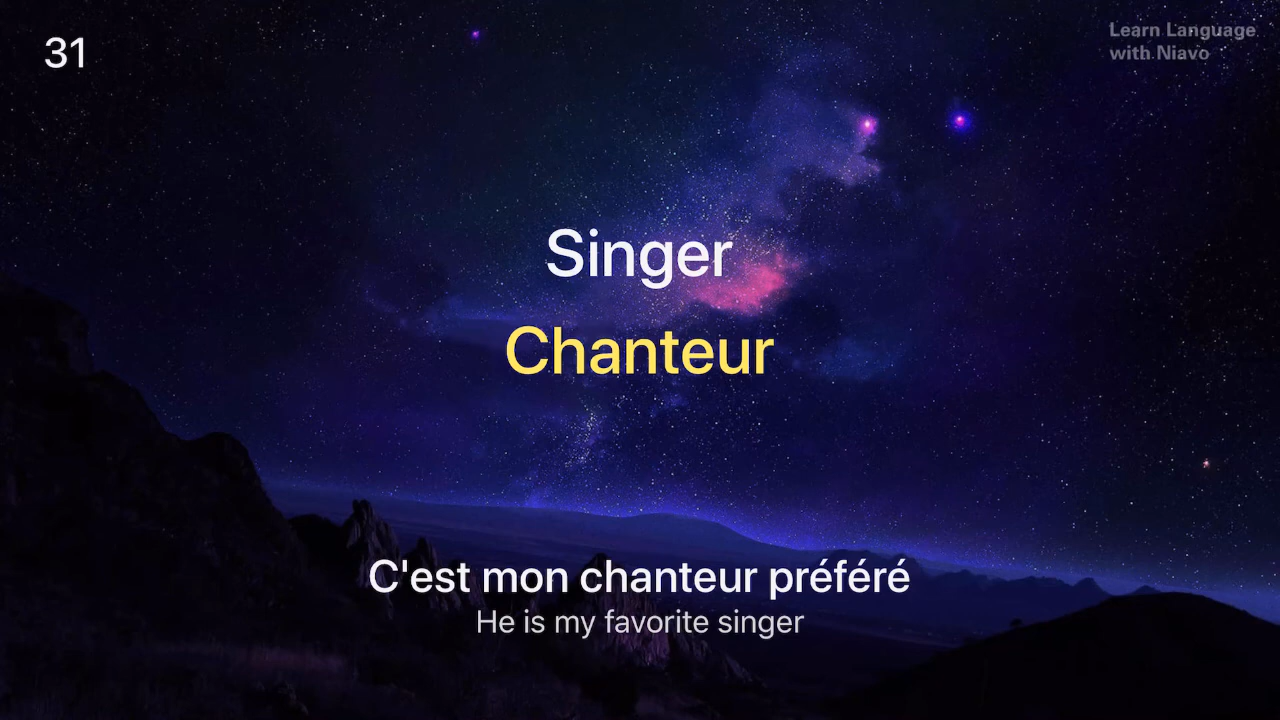 31
Learn Language
with Niavo
Singer
Chanteur
C'est mon chanteur préféré
He is my favorite singer